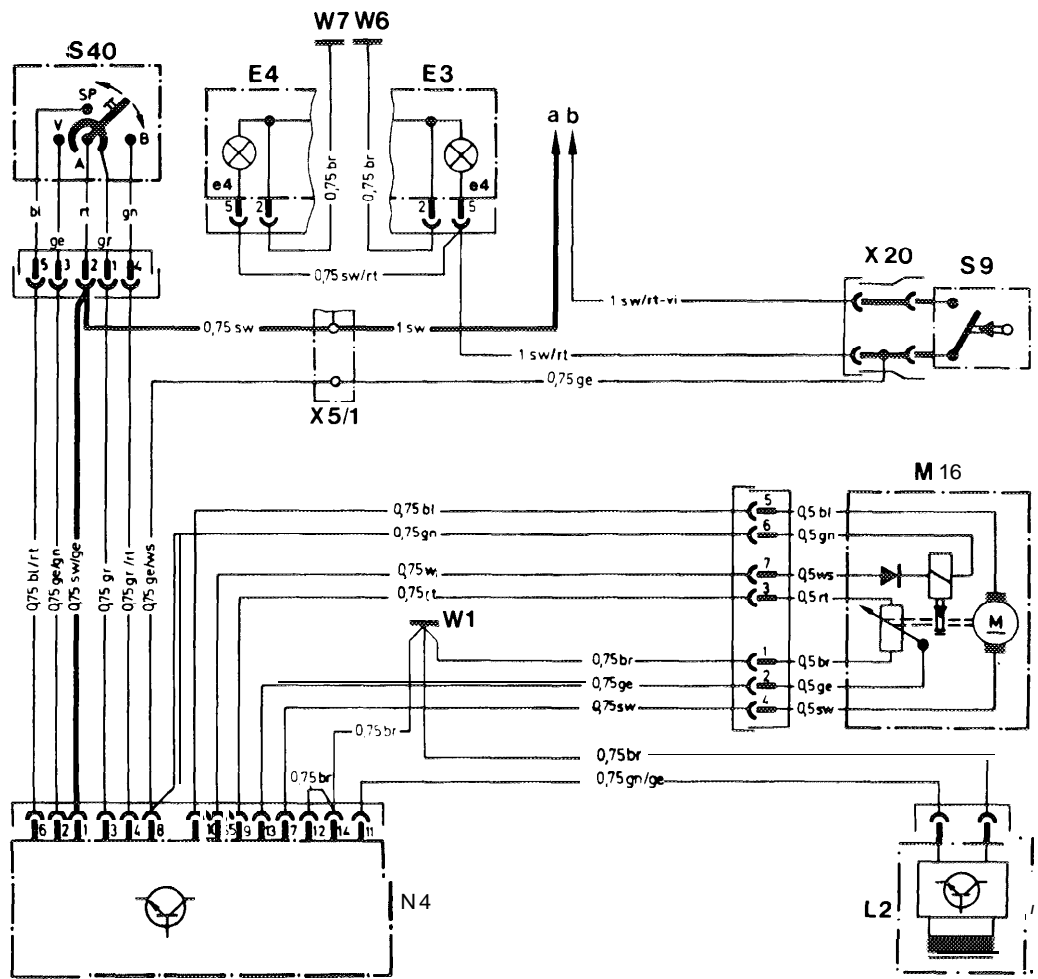 W7 W6
S40
E4
E3
SP
V
B
A
a b
e4
e4
5 2
2 5
0,75 br
0,75 br
bl
rt
gn
ge
gr
5 3 2 1 4
0,75 sw/rt
X 20
S 9
1 sw/rt-vi
0,75 sw
1 sw
1 sw/rt
0,75 ge
X 5/1
M 16
0,75 bl
5
0,5 bl
0,75 gn
6
0,5 gn
0,75 w
7
0,5 ws
0,75 rt
3
0,5 rt
M
W1
0,75 br
1
0,5 br
0,75 ge
2
0,5 ge
0,75 sw
4
0,5 sw
0,75 bl/rt
0,75 ge/gn
0,75 sw/ge
0,75 gr
0,75 gr/rt
0,75 ge/ws
0,75 br
0,75 br
0,75 br
0,75 gn/ge
6 2 1 3 4 8 9 13 7 12 14 11
N4
L2